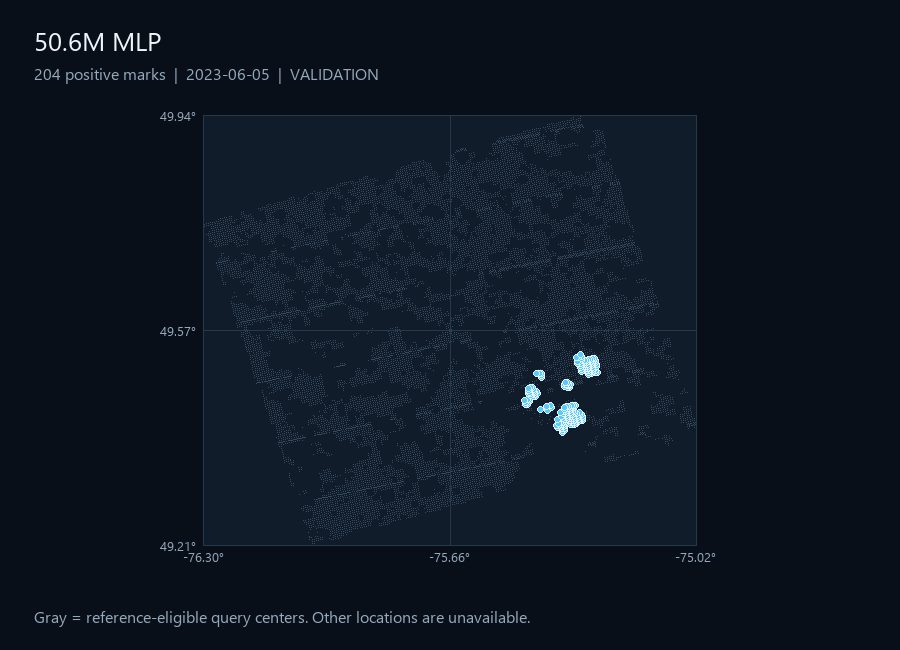 50.6M MLP
204 positive marks | 2023-06-05 | VALIDATION
49.94°
49.57°
49.21°
-76.30°
-75.66°
-75.02°
Gray = reference-eligible query centers. Other locations are unavailable.